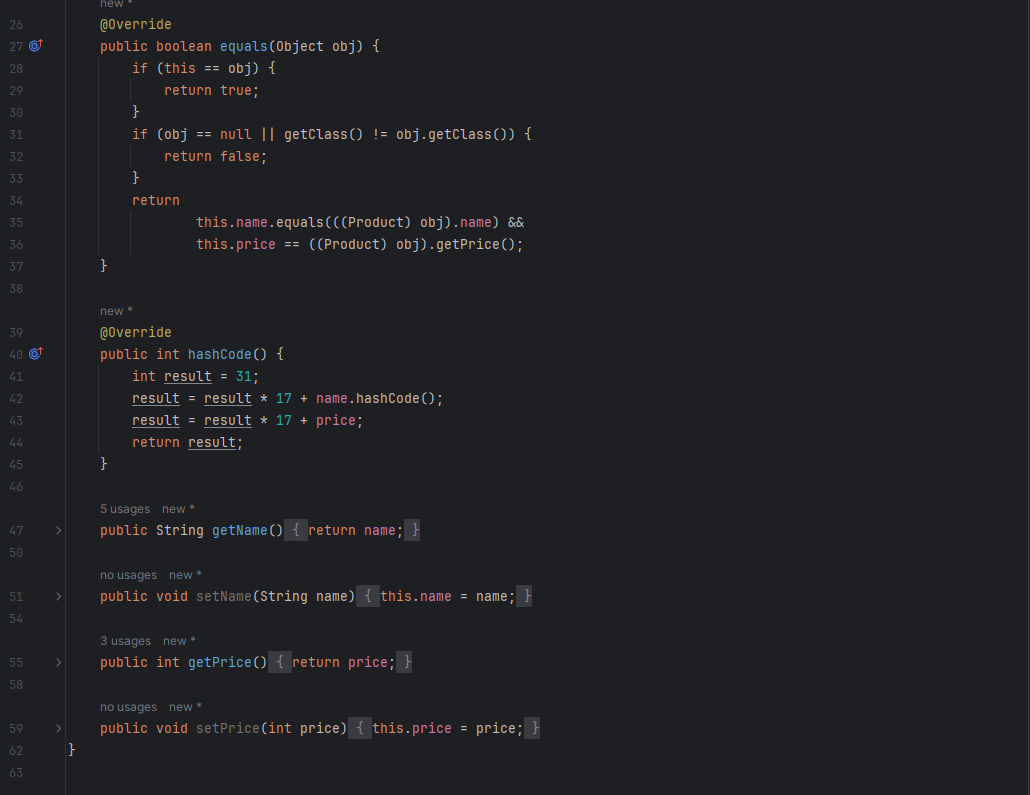 new *
26 @Override
27 public boolean equals(Object obj) {
28 if (this == obj) {
29 return true;
30 }
31 if (obj == null || getClass() != obj.getClass()) {
32 return false;
33 }
34 return
35 this.name.equals(((Product) obj).name) &&
36 this.price == ((Product) obj).getPrice();
37 }
38
new *
39 @Override
40 public int hashCode() {
41 int result = 31;
42 result = result * 17 + name.hashCode();
43 result = result * 17 + price;
44 return result;
45 }
46
5 usages new *
47 public String getName() { return name; }
50
no usages new *
51 public void setName(String name) { this.name = name; }
54
3 usages new *
55 public int getPrice() { return price; }
58
no usages new *
59 public void setPrice(int price) { this.price = price; }
62 }
63